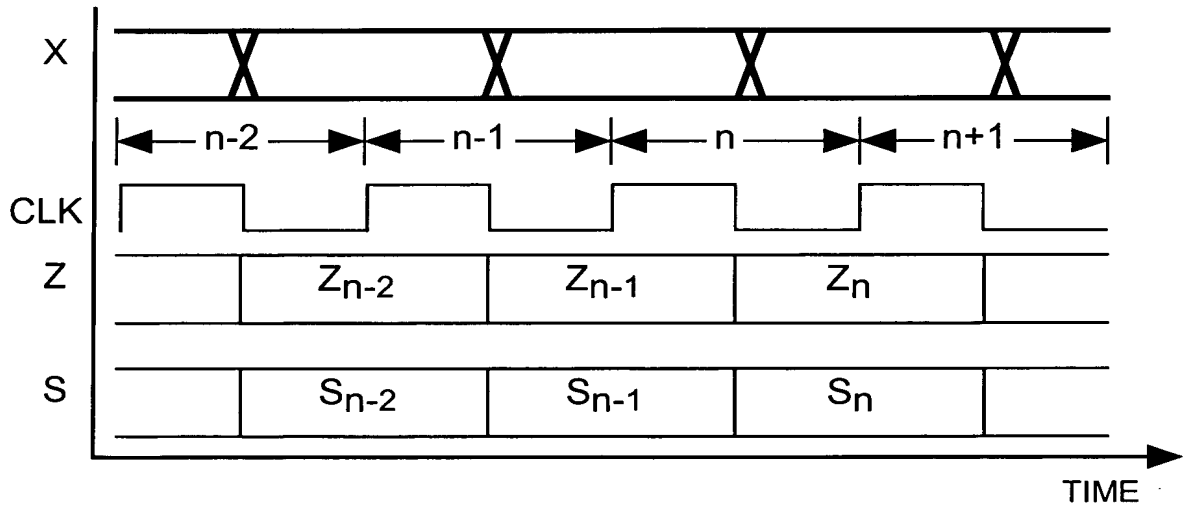 X
n-2 n-1 n n+1
CLK
Z Zn-2 Zn-1 Zn
S Sn-2 Sn-1 Sn
TIME